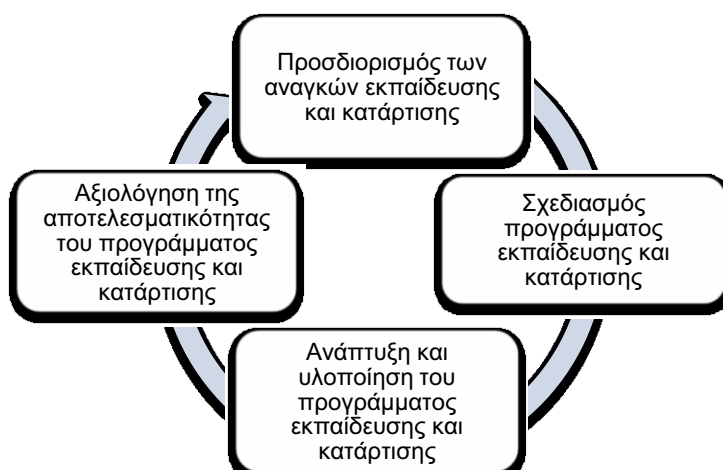 Προσδιορισμός των
αναγκών εκπαίδευσης
και κατάρτισης
Σχεδιασμός
προγράμματος
εκπαίδευσης και
κατάρτισης
Ανάπτυξη και
υλοποίηση του
προγράμματος
εκπαίδευσης και
κατάρτισης
Αξιολόγηση της
αποτελεσματικότητας
του προγράμματος
εκπαίδευσης και
κατάρτισης